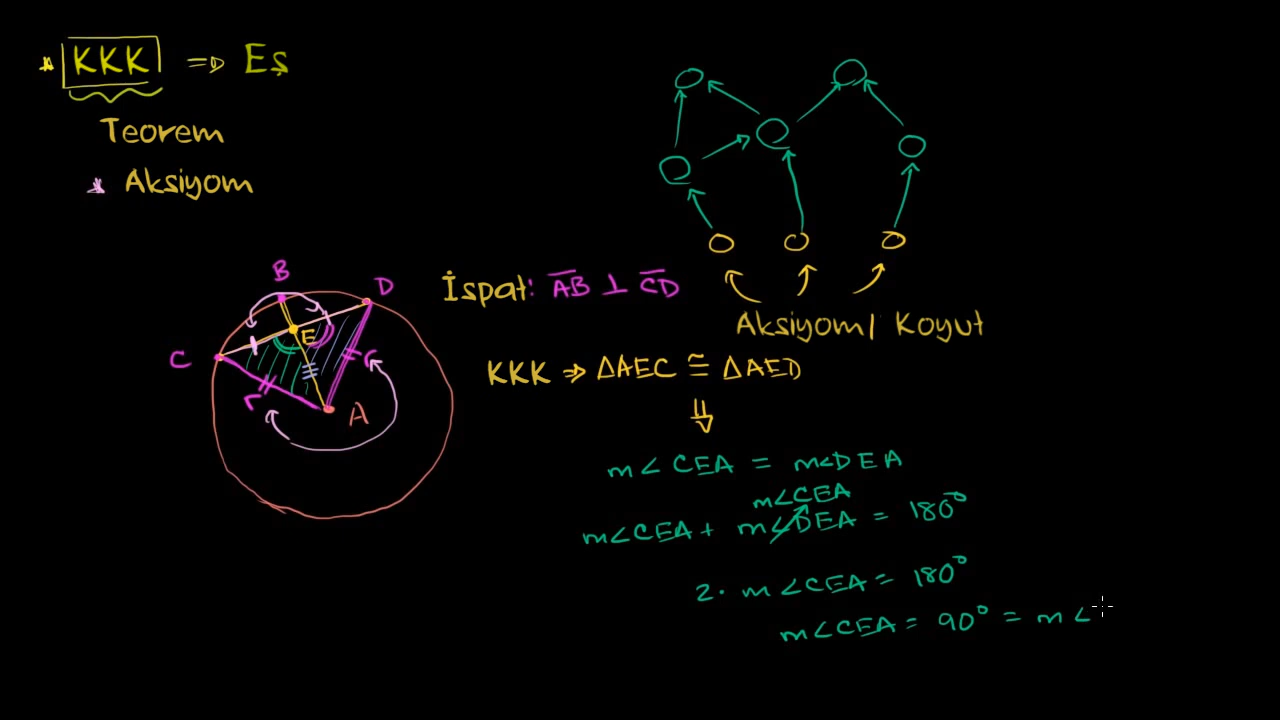 * KKK ⇒ Eş
Teorem
* Aksiyom
Aksiyom/ Koyut
B
D
E
C
r
r
A
İspat: AB ⊥ CD
KKK ⇒ ΔAEC ≅ ΔAED
⇓
m∠CEA = m∠DEA
m∠CEA
m∠CEA + m∠DEA = 180°
2· m∠CEA = 180°
m∠CEA = 90° = m∠